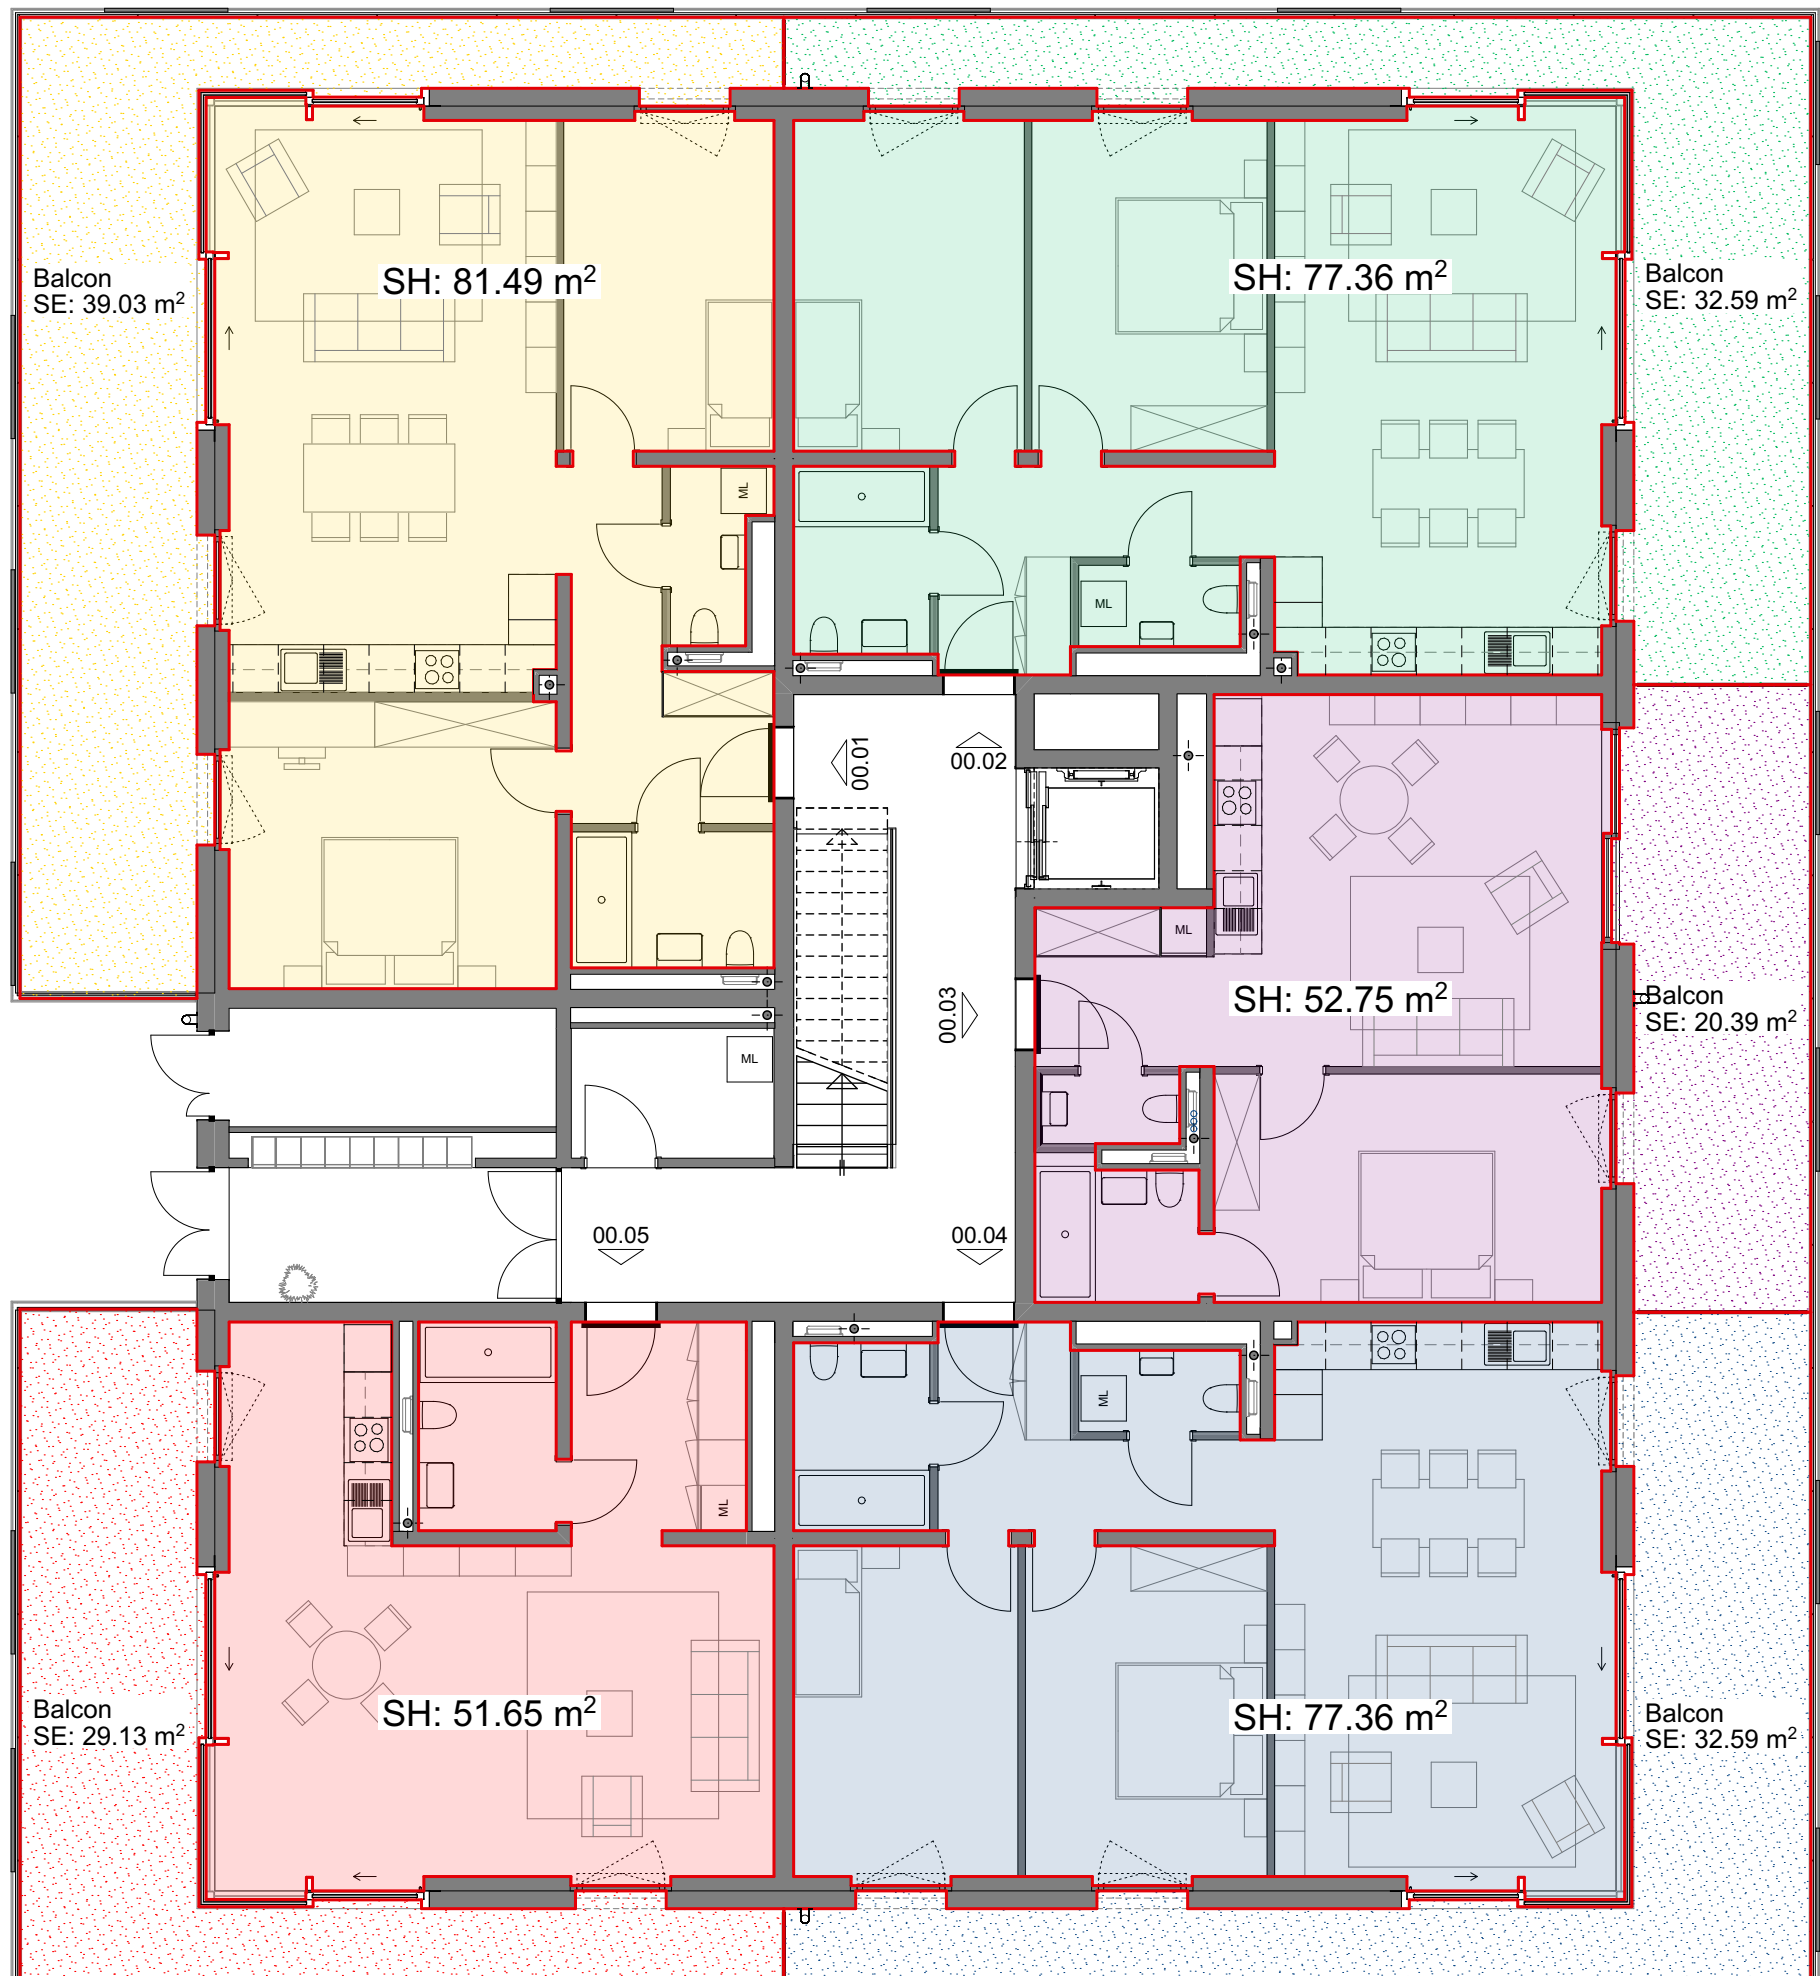 SH: 81.49 m²
SH: 77.36 m²
Balcon
SE: 39.03 m²
Balcon
SE: 32.59 m²
ML
ML
00.01
00.02
ML
SH: 52.75 m²
Balcon
SE: 20.39 m²
00.03
ML
00.05
00.04
ML
ML
SH: 51.65 m²
SH: 77.36 m²
Balcon
SE: 29.13 m²
Balcon
SE: 32.59 m²